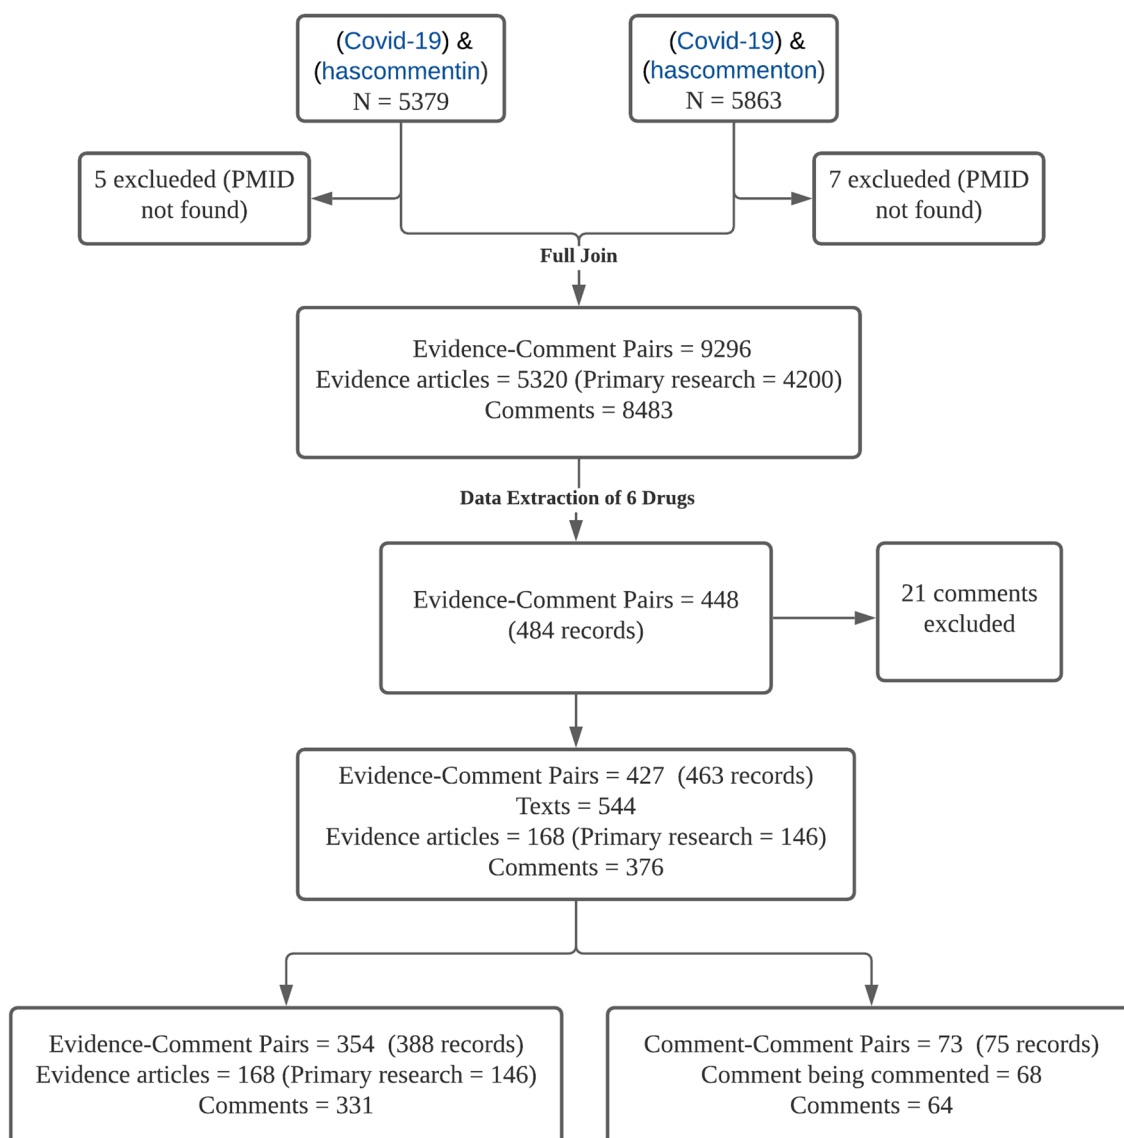 (Covid-19) &
(hascommentin)
N = 5379
(Covid-19) &
(hascommenton)
N = 5863
5 exclueded (PMID
not found)
7 exclueded (PMID
not found)
Full Join
Evidence-Comment Pairs = 9296
Evidence articles = 5320 (Primary research = 4200)
Comments = 8483
Data Extraction of 6 Drugs
Evidence-Comment Pairs = 448
(484 records)
21 comments
excluded
Evidence-Comment Pairs = 427 (463 records)
Texts = 544
Evidence articles = 168 (Primary research = 146)
Comments = 376
Evidence-Comment Pairs = 354 (388 records)
Evidence articles = 168 (Primary research = 146)
Comments = 331
Comment-Comment Pairs = 73 (75 records)
Comment being commented = 68
Comments = 64